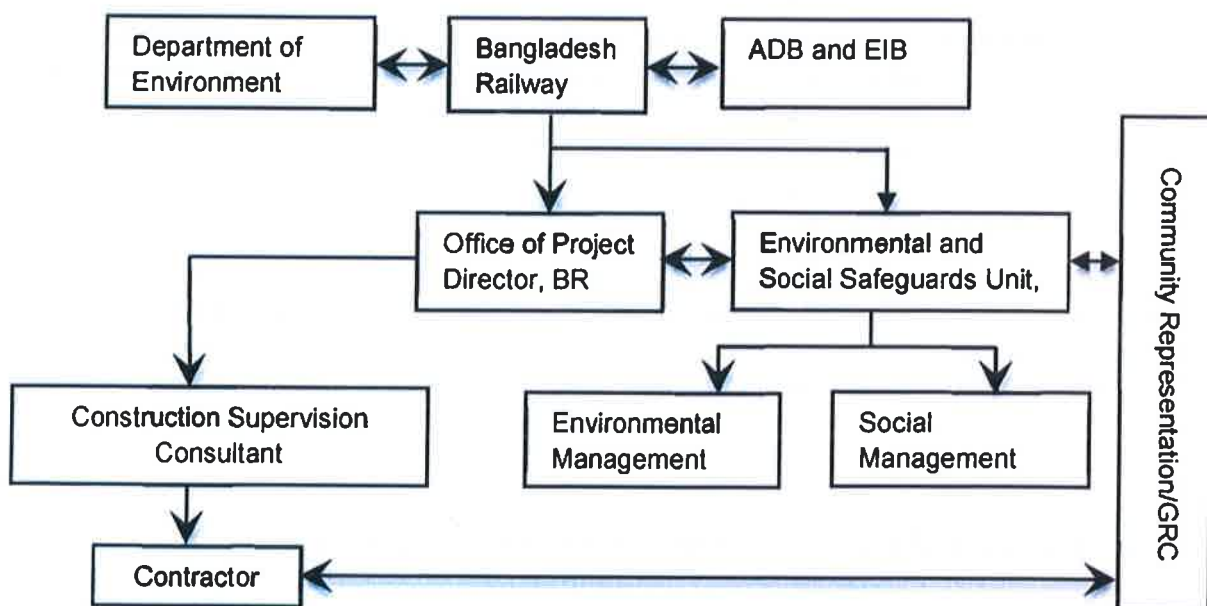 Department of
Environment
Bangladesh
Railway
ADB and EIB
Office of Project
Director, BR
Environmental and
Social Safeguards Unit,
Community Representation/GRC
Construction Supervision
Consultant
Environmental
Management
Social
Management
Contractor